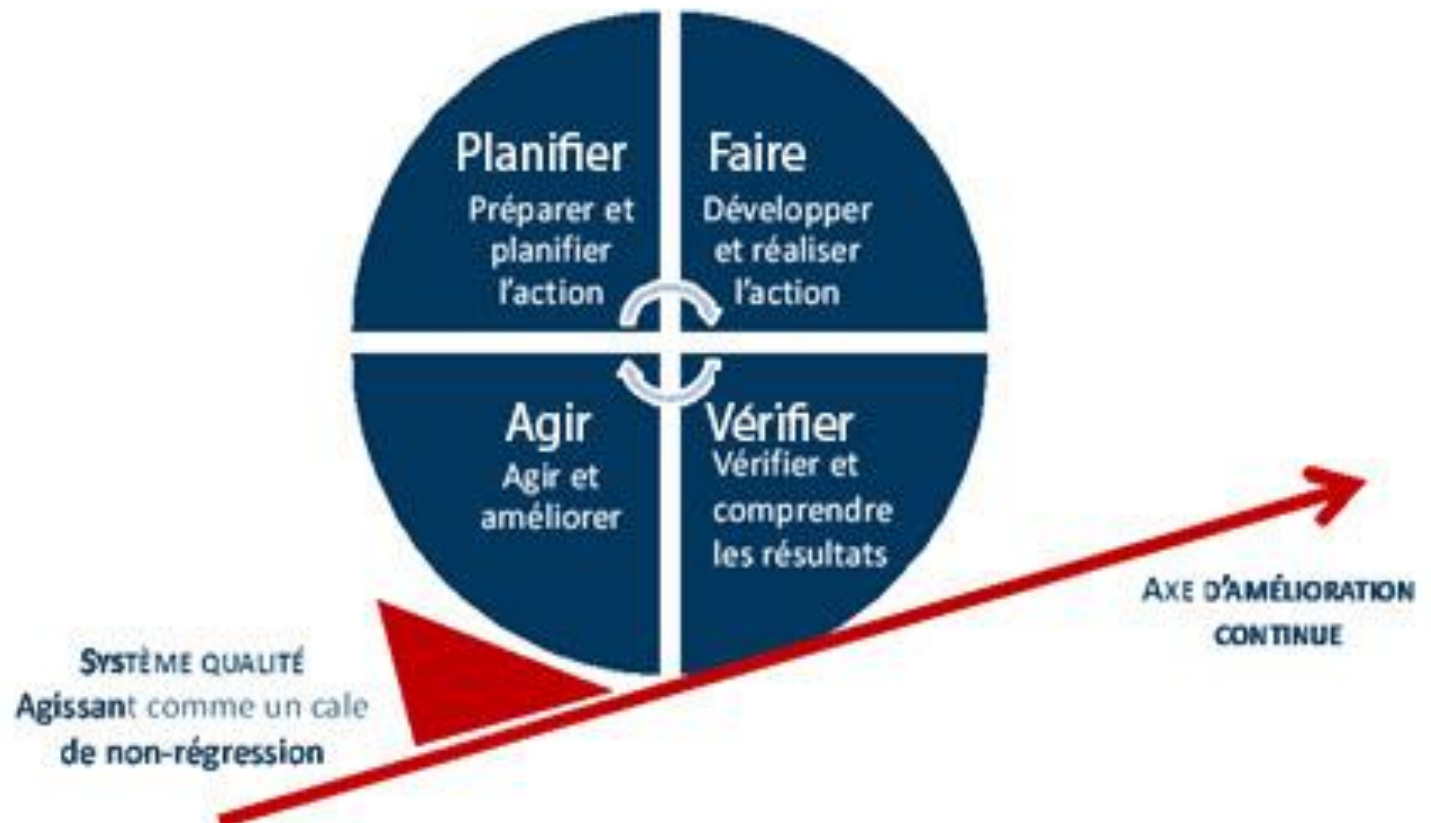 Planifier
Préparer et
planifier
l'action
Faire
Développer
et réaliser
l'action
Agir
Agir et
améliorer
Vérifier
Vérifier et
comprendre
les résultats
AXE D'AMÉLIORATION
CONTINUE
SYSTÈME QUALITÉ
Agissant comme un cale
de non-régression